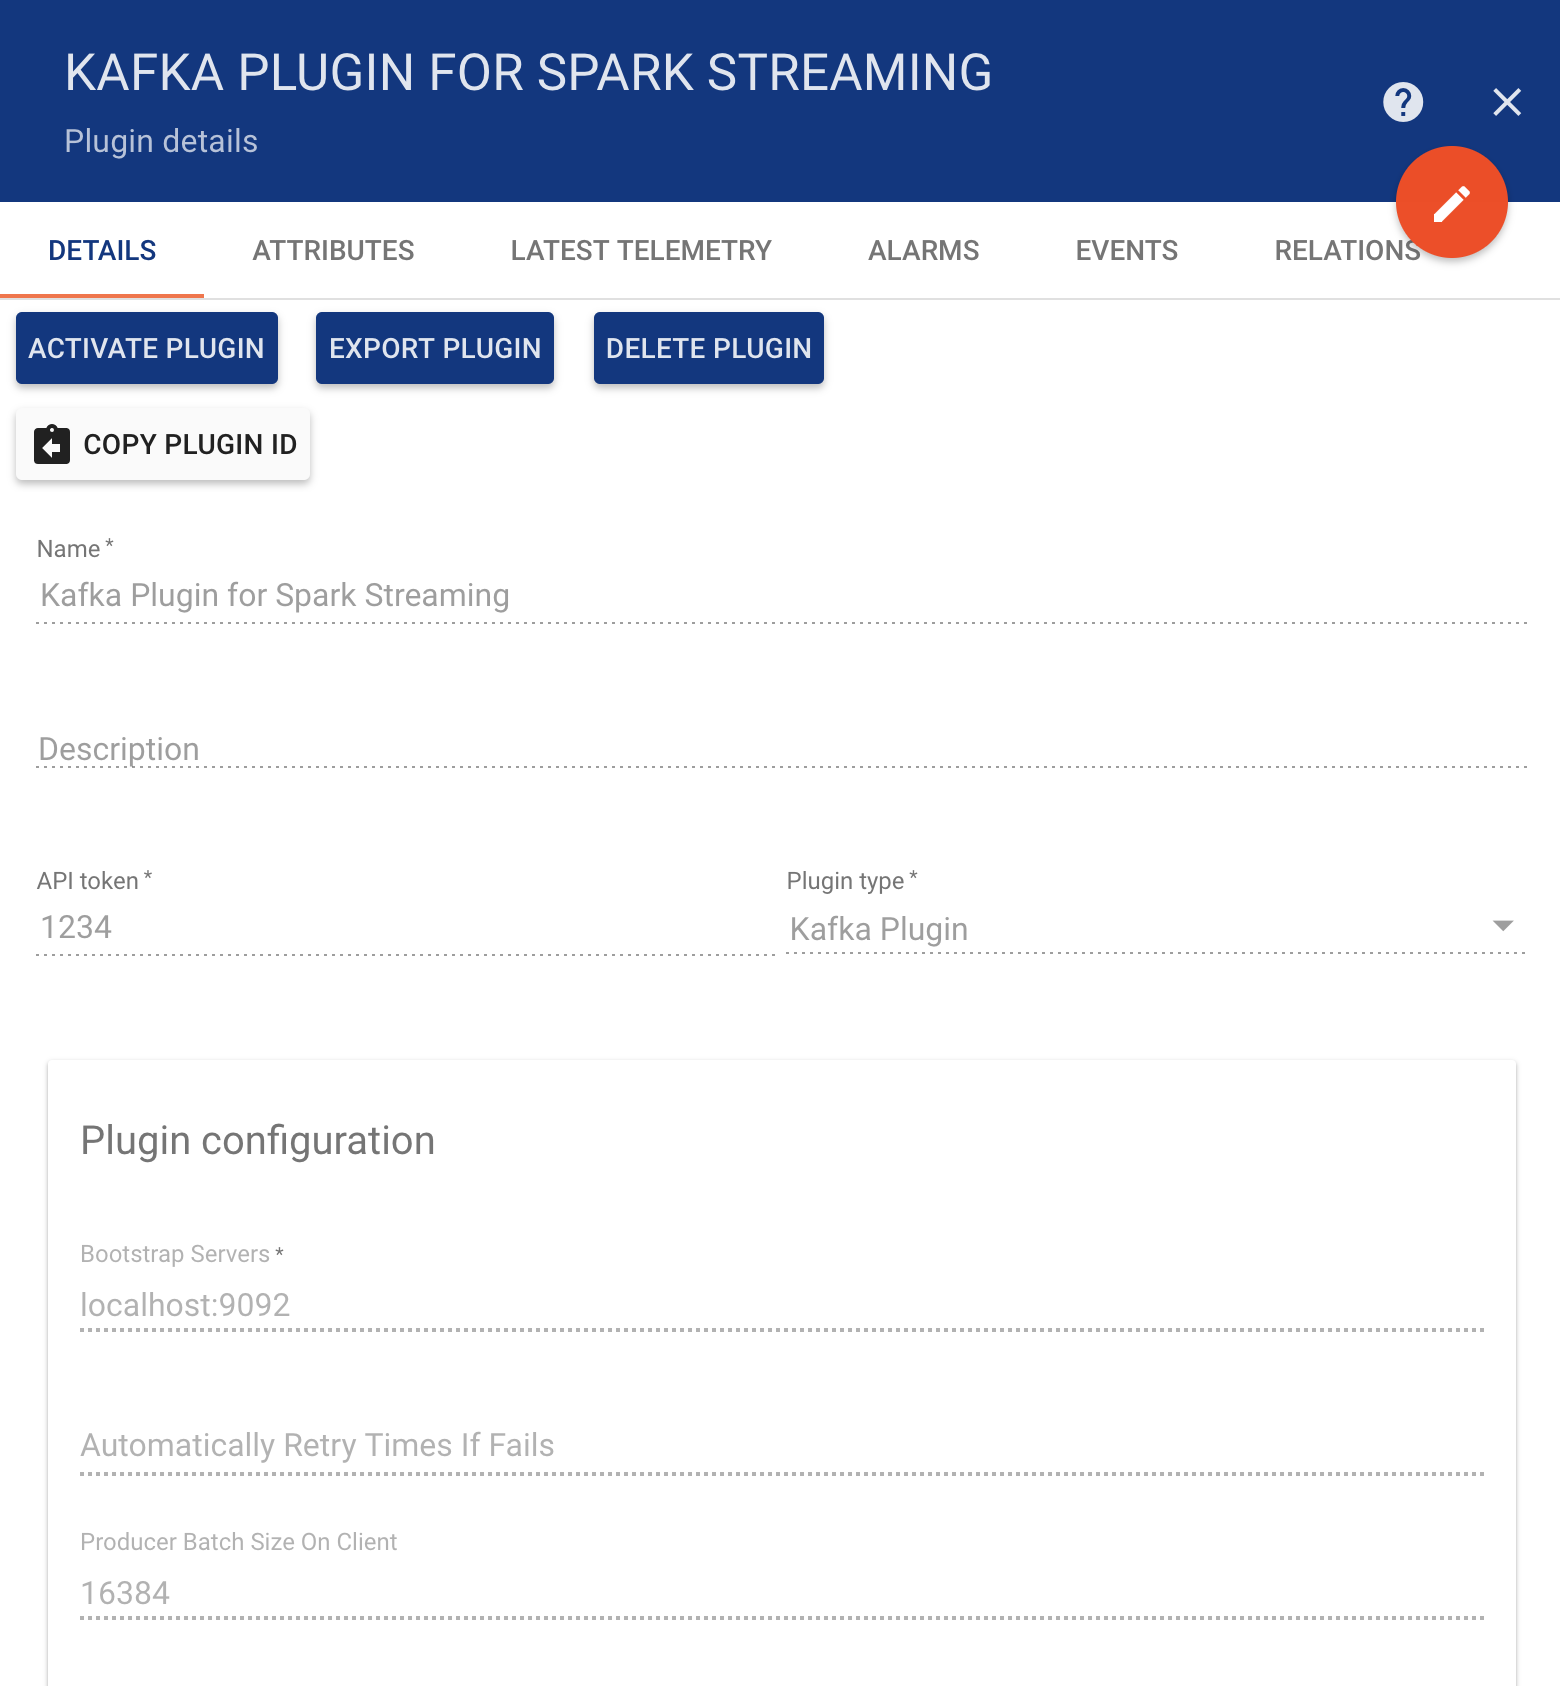 KAFKA PLUGIN FOR SPARK STREAMING
Plugin details
DETAILS ATTRIBUTES LATEST TELEMETRY ALARMS EVENTS RELATIONS
ACTIVATE PLUGIN EXPORT PLUGIN DELETE PLUGIN
COPY PLUGIN ID
Name *
Kafka Plugin for Spark Streaming
Description
API token * Plugin type *
1234 Kafka Plugin
Plugin configuration
Bootstrap Servers *
localhost:9092
Automatically Retry Times If Fails
Producer Batch Size On Client
16384